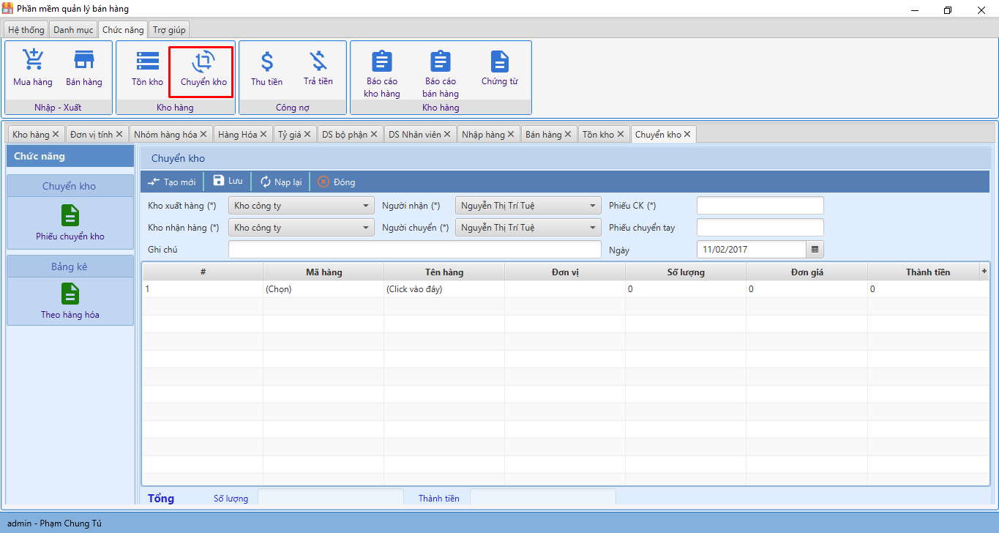 Phần mềm quản lý bán hàng
Hệ thống Danh mục Chức năng Trợ giúp
Mua hàng Bán hàng Tồn kho Chuyển kho Thu tiền Trả tiền Báo cáo kho hàng Báo cáo bán hàng Chứng từ
Nhập - Xuất Kho hàng Công nợ Kho hàng
Kho hàng Đơn vị tính Nhóm hàng hóa Hàng Hóa Tỷ giá DS bộ phận DS Nhân viên Nhập hàng Bán hàng Tồn kho Chuyển kho
Chức năng
Chuyển kho
Phiếu chuyển kho
Bảng kê
Theo hàng hóa
Chuyển kho
Tạo mới Lưu Nạp lại Đóng
Kho xuất hàng (*) Kho công ty Người nhận (*) Nguyễn Thị Trí Tuệ Phiếu CK (*)
Kho nhận hàng (*) Kho công ty Người chuyển (*) Nguyễn Thị Trí Tuệ Phiếu chuyển tay
Ghi chú Ngày 11/02/2017
# Mã hàng Tên hàng Đơn vị Số lượng Đơn giá Thành tiền +
1 (Chọn) (Click vào đây) 0 0 0
Tổng Số lượng Thành tiền
admin - Phạm Chung Tú